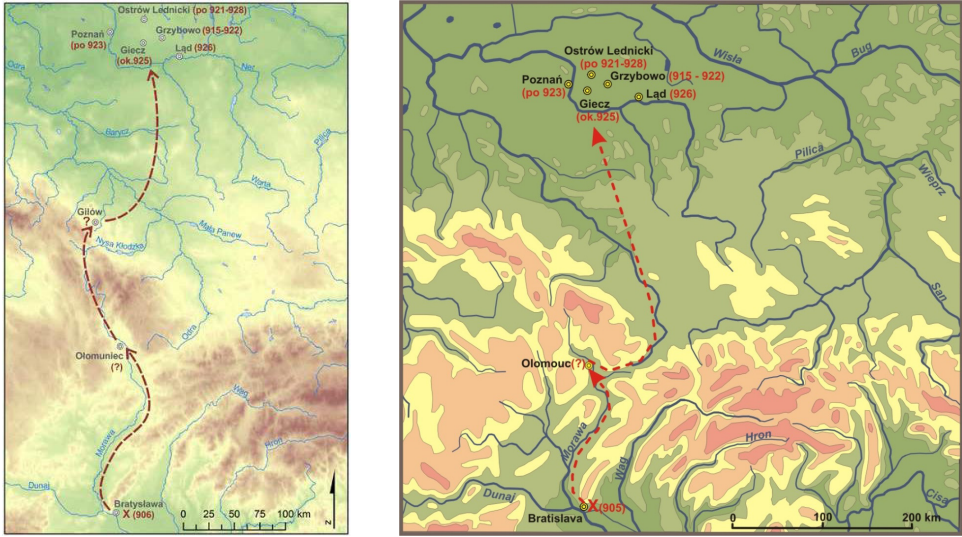 Ostrów Lednicki (po 921-928)
Poznań
(po 923)
Grzybowo (915-922)
Giecz
(ok.925)
Ląd (926)
Odra
Ner
Barycz
Pilica
Warta
Gilów
?
Mała Panew
Nysa Kłodzka
Odra
Ołomuniec
(?)
Wag
Morawa
Hron
Dunaj
Bratysława
X (906)
0 25 50 100 km
Z
Wisła
Bug
Ostrów Lednicki
(po 921-928)
Poznań
(po 923)
Grzybowo (915 - 922)
Giecz
(ok.925)
Ląd (926)
Pilica
Wieprz
San
Olomouc(?)
Morawa
Wag
Hron
Dunaj
Cisa
XX(905)
Bratislava
0 100 200 km